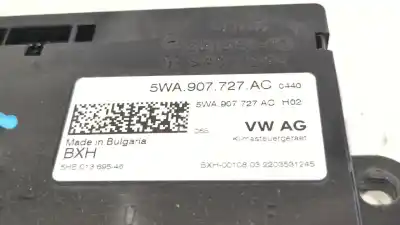 5WA.907.727.AC 0440
5WA 907 727 AC H02
VW AG
Klimasteuergeraet
Made in Bulgaria
BXH
5HE 013 695-46
BXH-00108 03 2203531245